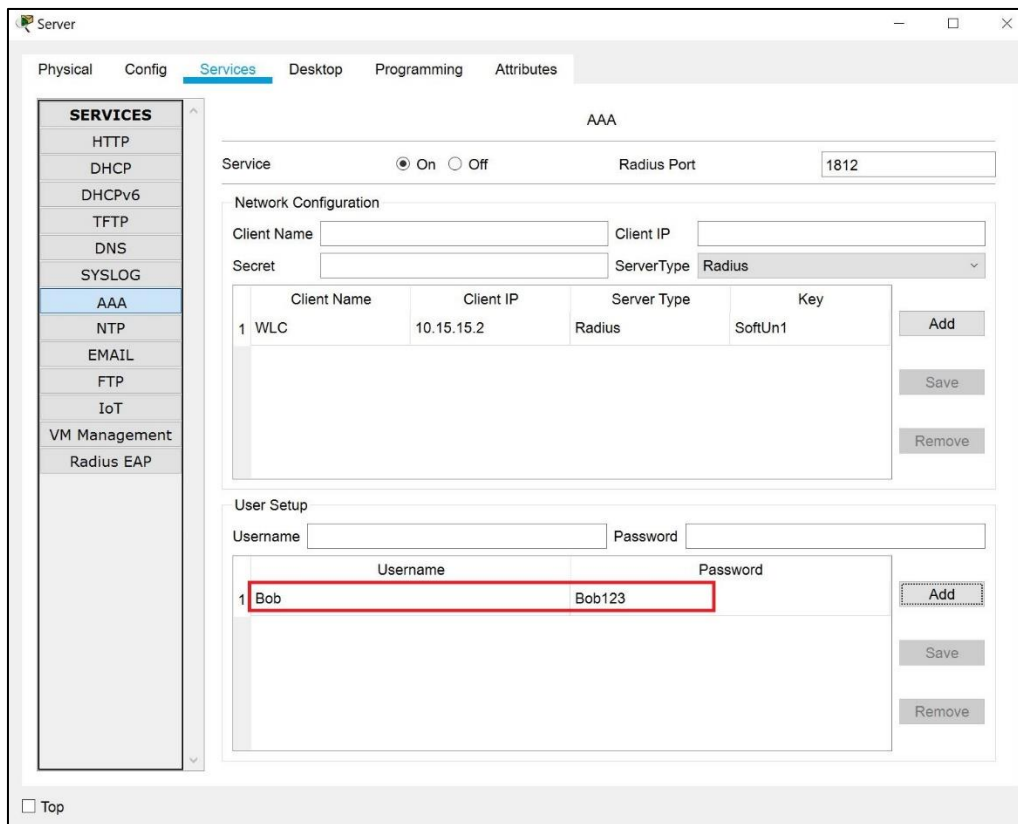 Server
Physical Config Services Desktop Programming Attributes
SERVICES
HTTP
DHCP
DHCPv6
TFTP
DNS
SYSLOG
AAA
NTP
EMAIL
FTP
IoT
VM Management
Radius EAP
AAA
Service On Off Radius Port 1812
Network Configuration
Client Name Client IP
Secret ServerType Radius
Client Name Client IP Server Type Key
1 WLC 10.15.15.2 Radius SoftUn1
Add
Save
Remove
User Setup
Username Password
Username Password
1 Bob Bob123
Add
Save
Remove
Top